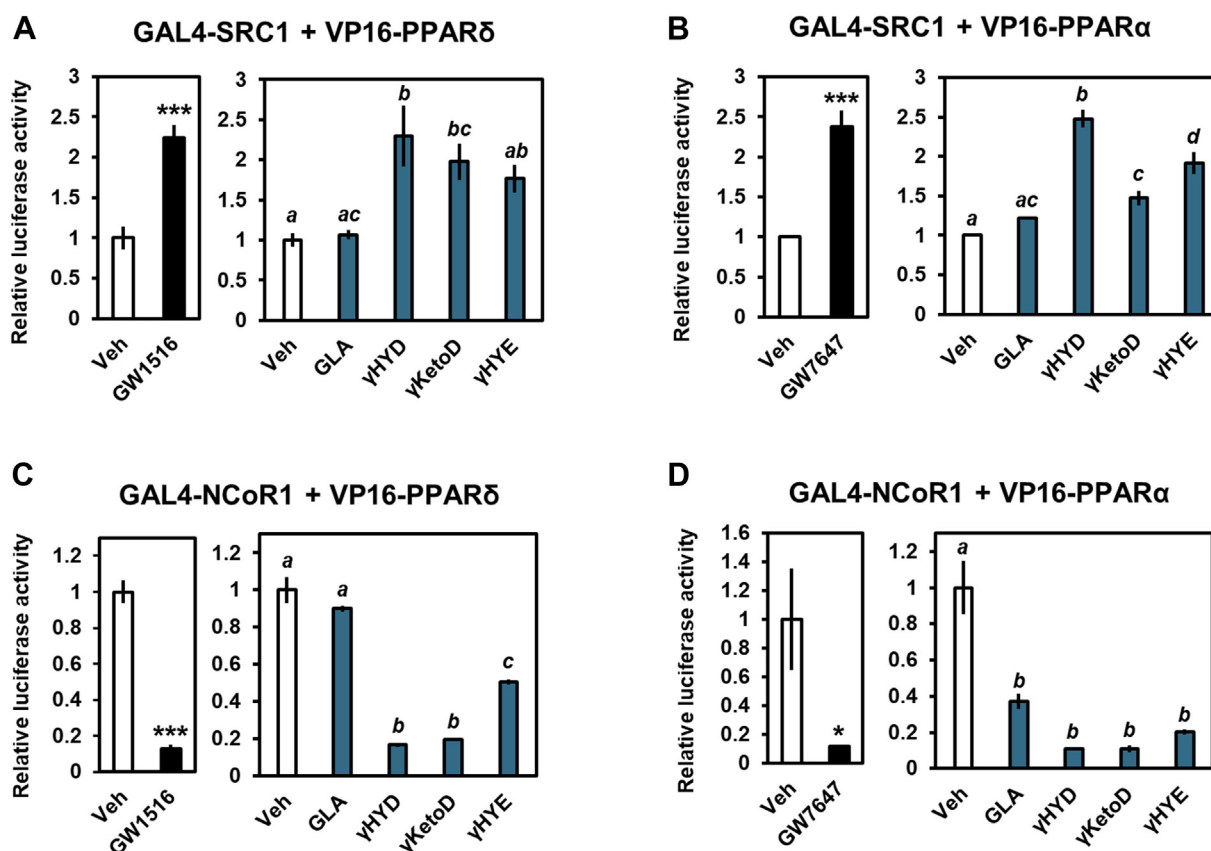 A
GAL4-SRC1 + VP16-PPARδ
Relative luciferase activity
3
2.5
2
1.5
1
0.5
0
***
Veh
GW1516
3
2.5
2
1.5
1
0.5
0
a
ac
b
bc
ab
Veh
GLA
γHYD
γKetoD
γHYE
B
GAL4-SRC1 + VP16-PPARα
Relative luciferase activity
3
2.5
2
1.5
1
0.5
0
***
Veh
GW7647
3
2.5
2
1.5
1
0.5
0
a
ac
b
c
d
Veh
GLA
γHYD
γKetoD
γHYE
C
GAL4-NCoR1 + VP16-PPARδ
Relative luciferase activity
1.2
1
0.8
0.6
0.4
0.2
0
***
Veh
GW1516
1.2
1
0.8
0.6
0.4
0.2
0
a
a
b
b
c
Veh
GLA
γHYD
γKetoD
γHYE
D
GAL4-NCoR1 + VP16-PPARα
Relative luciferase activity
1.6
1.4
1.2
1
0.8
0.6
0.4
0.2
0
*
Veh
GW7647
1.2
1
0.8
0.6
0.4
0.2
0
a
b
b
b
b
Veh
GLA
γHYD
γKetoD
γHYE